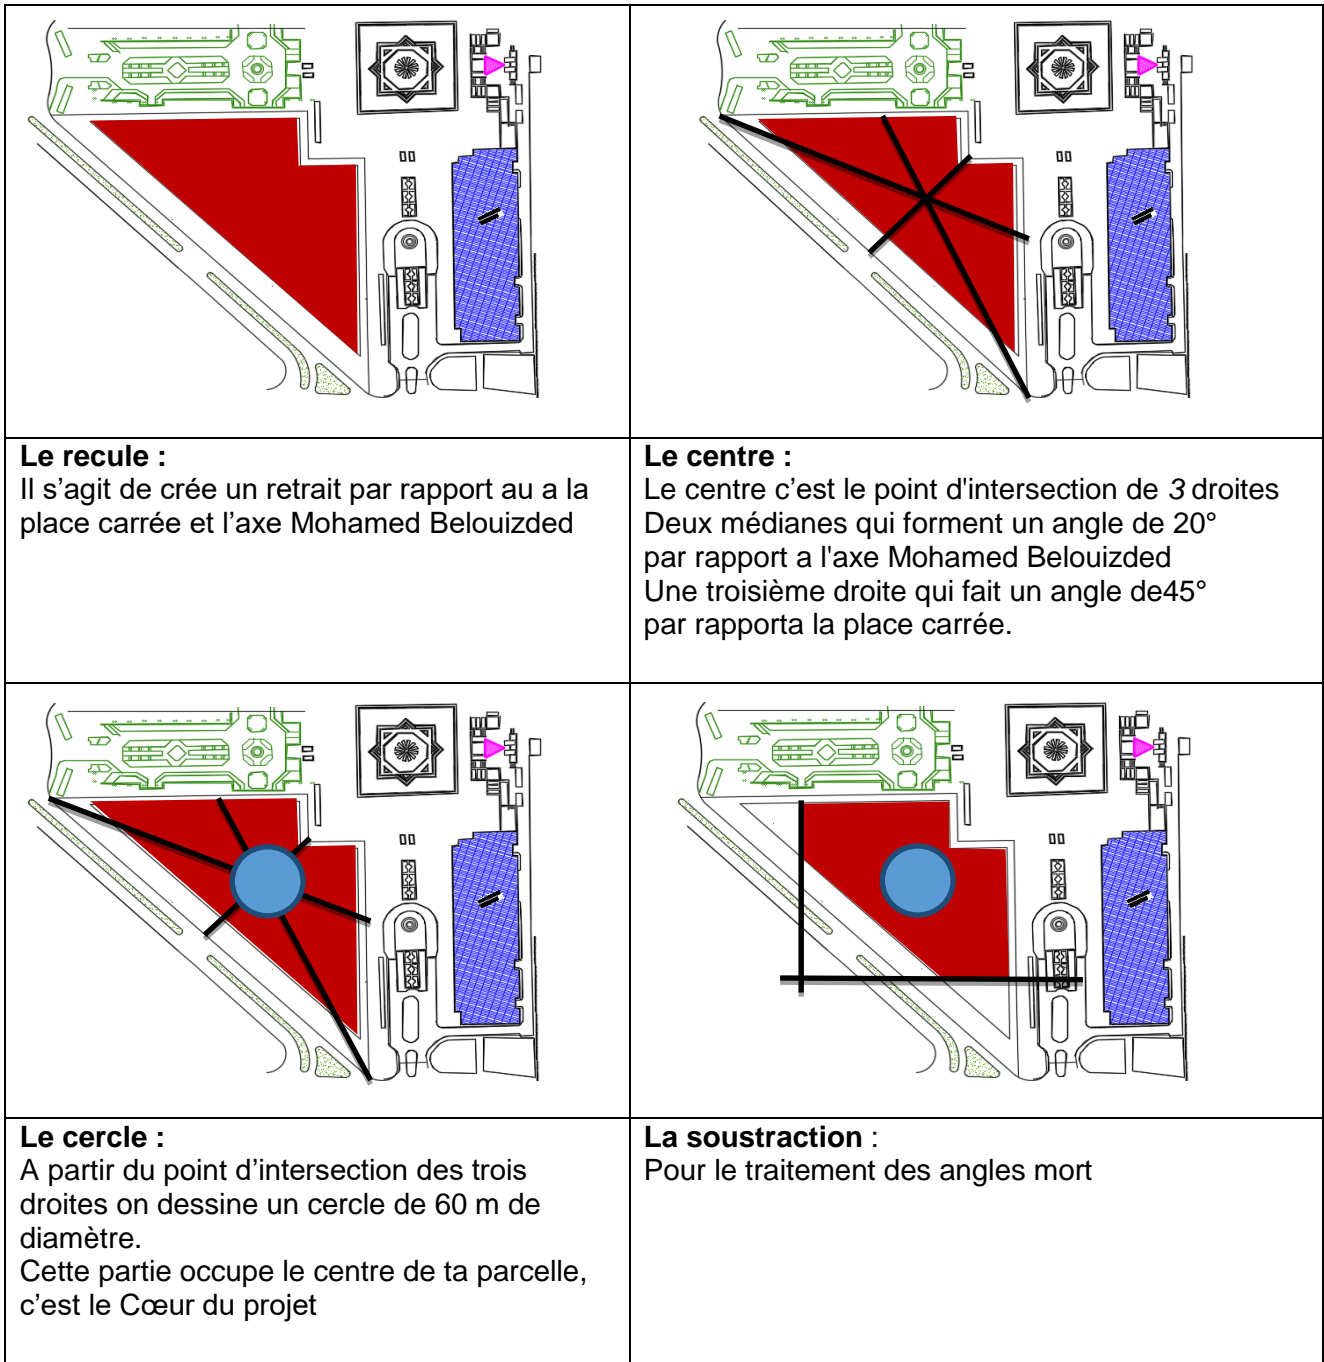 Le recule :
Il s’agit de crée un retrait par rapport au a la
place carrée et l’axe Mohamed Belouizded
Le centre :
Le centre c’est le point d'intersection de 3 droites
Deux médianes qui forment un angle de 20°
par rapport a l'axe Mohamed Belouizded
Une troisième droite qui fait un angle de45°
par rapporta la place carrée.
Le cercle :
A partir du point d’intersection des trois
droites on dessine un cercle de 60 m de
diamètre.
Cette partie occupe le centre de ta parcelle,
c’est le Cœur du projet
La soustraction :
Pour le traitement des angles mort